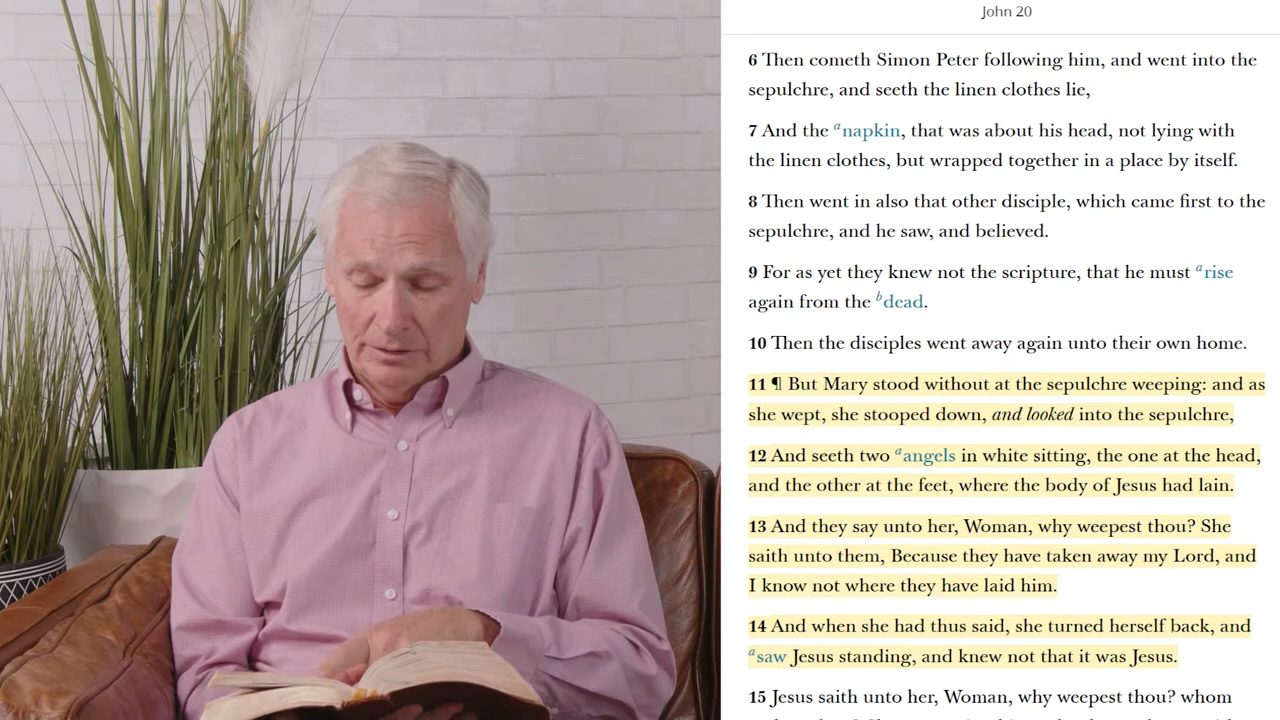 John 20
6 Then cometh Simon Peter following him, and went into the
sepulchre, and seeth the linen clothes lie,
7 And the a napkin, that was about his head, not lying with
the linen clothes, but wrapped together in a place by itself.
8 Then went in also that other disciple, which came first to the
sepulchre, and he saw, and believed.
9 For as yet they knew not the scripture, that he must a rise
again from the b dead.
10 Then the disciples went away again unto their own home.
11 ¶ But Mary stood without at the sepulchre weeping: and as
she wept, she stooped down, and looked into the sepulchre,
12 And seeth two a angels in white sitting, the one at the head,
and the other at the feet, where the body of Jesus had lain.
13 And they say unto her, Woman, why weepest thou? She
saith unto them, Because they have taken away my Lord, and
I know not where they have laid him.
14 And when she had thus said, she turned herself back, and
a saw Jesus standing, and knew not that it was Jesus.
15 Jesus saith unto her, Woman, why weepest thou? whom